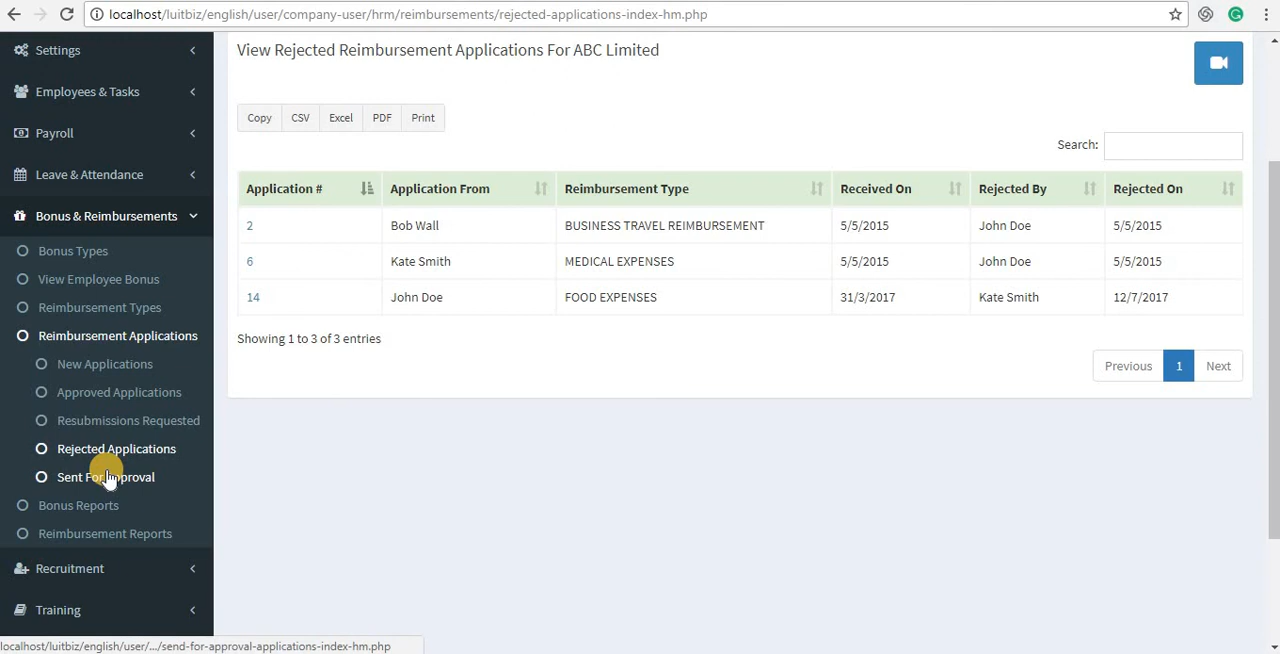 localhost/luitbiz/english/user/company-user/hrm/reimbursements/rejected-applications-index-hm.php
Settings
Employees & Tasks
Payroll
Leave & Attendance
Bonus & Reimbursements
Bonus Types
View Employee Bonus
Reimbursement Types
Reimbursement Applications
New Applications
Approved Applications
Resubmissions Requested
Rejected Applications
Sent For Approval
Bonus Reports
Reimbursement Reports
Recruitment
Training
View Rejected Reimbursement Applications For ABC Limited
Copy CSV Excel PDF Print
Search:
Application # Application From Reimbursement Type Received On Rejected By Rejected On
2 Bob Wall BUSINESS TRAVEL REIMBURSEMENT 5/5/2015 John Doe 5/5/2015
6 Kate Smith MEDICAL EXPENSES 5/5/2015 John Doe 5/5/2015
14 John Doe FOOD EXPENSES 31/3/2017 Kate Smith 12/7/2017
Showing 1 to 3 of 3 entries
Previous 1 Next
localhost/luitbiz/english/user/.../send-for-approval-applications-index-hm.php